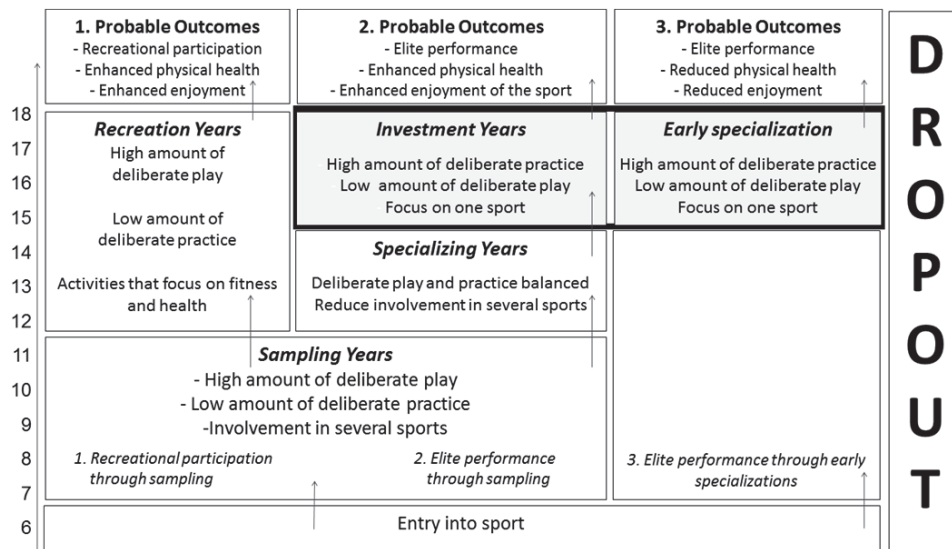 1. Probable Outcomes
- Recreational participation
- Enhanced physical health
- Enhanced enjoyment
2. Probable Outcomes
- Elite performance
- Enhanced physical health
- Enhanced enjoyment of the sport
3. Probable Outcomes
- Elite performance
- Reduced physical health
- Reduced enjoyment
18
17
16
15
14
13
12
11
10
9
8
7
6
Recreation Years
High amount of
deliberate play
Low amount of
deliberate practice
Activities that focus on fitness
and health
Investment Years
High amount of deliberate practice
Low amount of deliberate play
Focus on one sport
Early specialization
High amount of deliberate practice
Low amount of deliberate play
Focus on one sport
Specializing Years
Deliberate play and practice balanced
Reduce involvement in several sports
Sampling Years
- High amount of deliberate play
- Low amount of deliberate practice
-Involvement in several sports
1. Recreational participation
through sampling
2. Elite performance
through sampling
3. Elite performance through early
specializations
Entry into sport
D
R
O
P
O
U
T